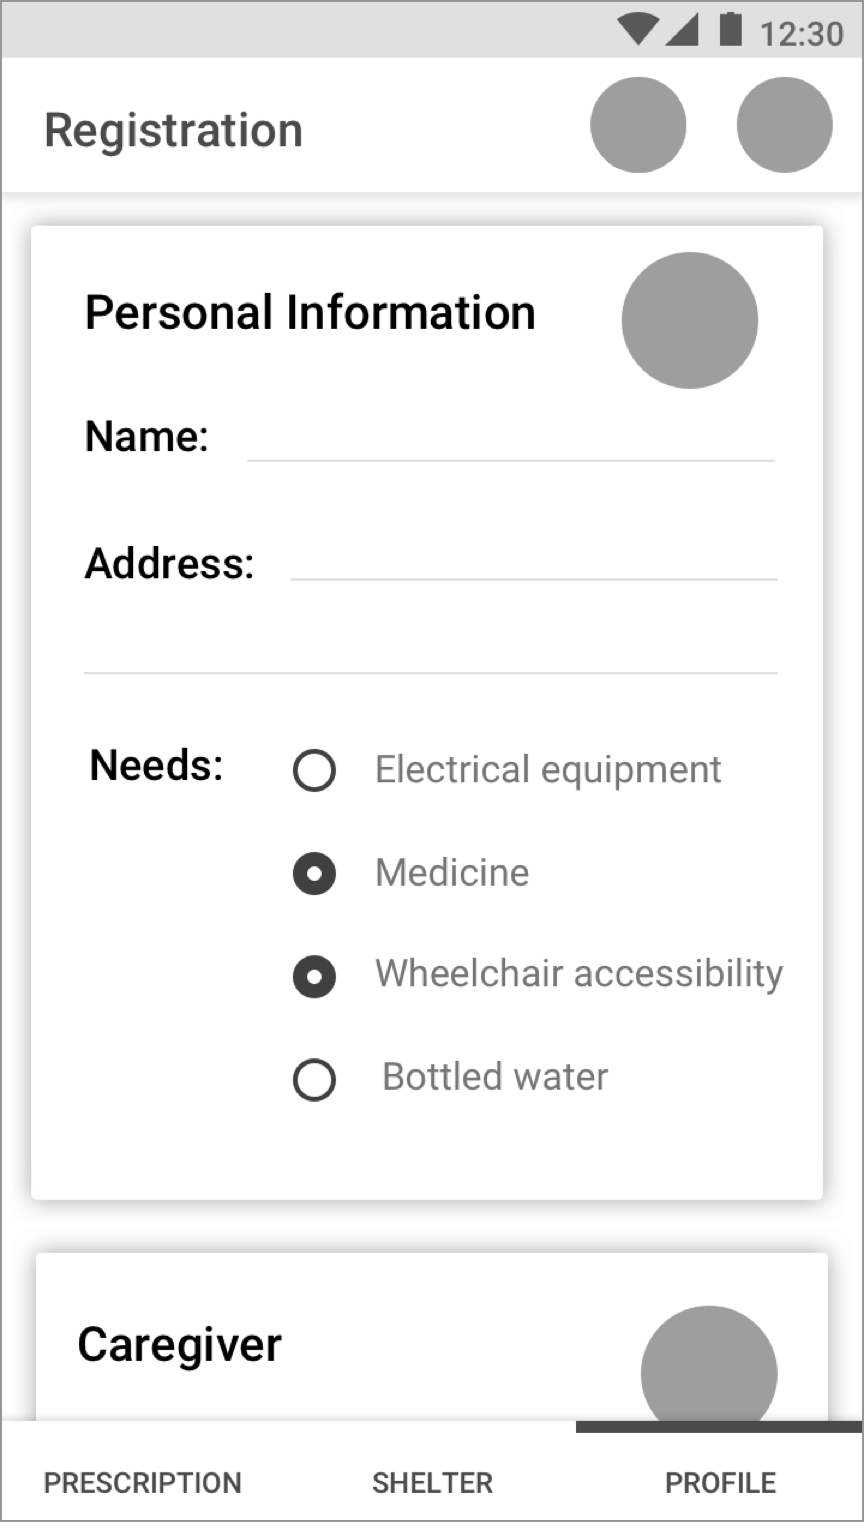 12:30
Registration
Personal Information
Name:
Address:
Needs:
Electrical equipment
Medicine
Wheelchair accessibility
Bottled water
Caregiver
PRESCRIPTION
SHELTER
PROFILE